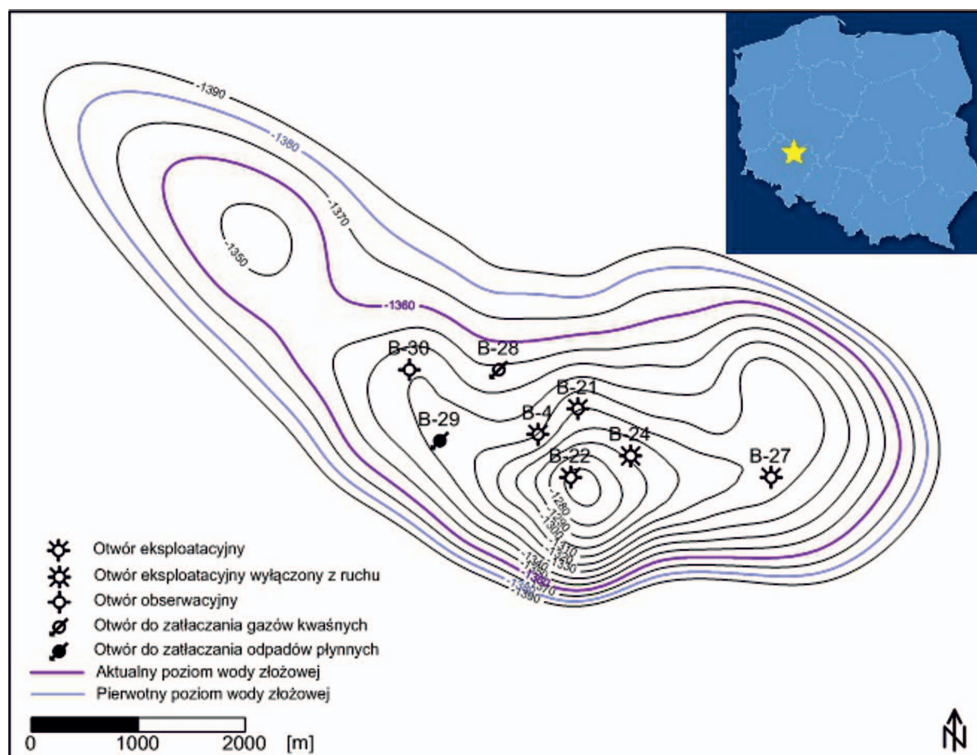 -1390
-1380
-1370
-1350
-1360
B-30
B-28
B-21
B-29
B-4
B-24
B-22
B-27
-1280
-1290
-1300
-1310
-1320
-1330
-1340
-1360
-1370
-1380
-1390
Otwór eksploatacyjny
Otwór eksploatacyjny wyłączony z ruchu
Otwór obserwacyjny
Otwór do zatłaczania gazów kwaśnych
Otwór do zatłaczania odpadów płynnych
Aktualny poziom wody złożowej
Pierwotny poziom wody złożowej
0 1000 2000 [m]
N